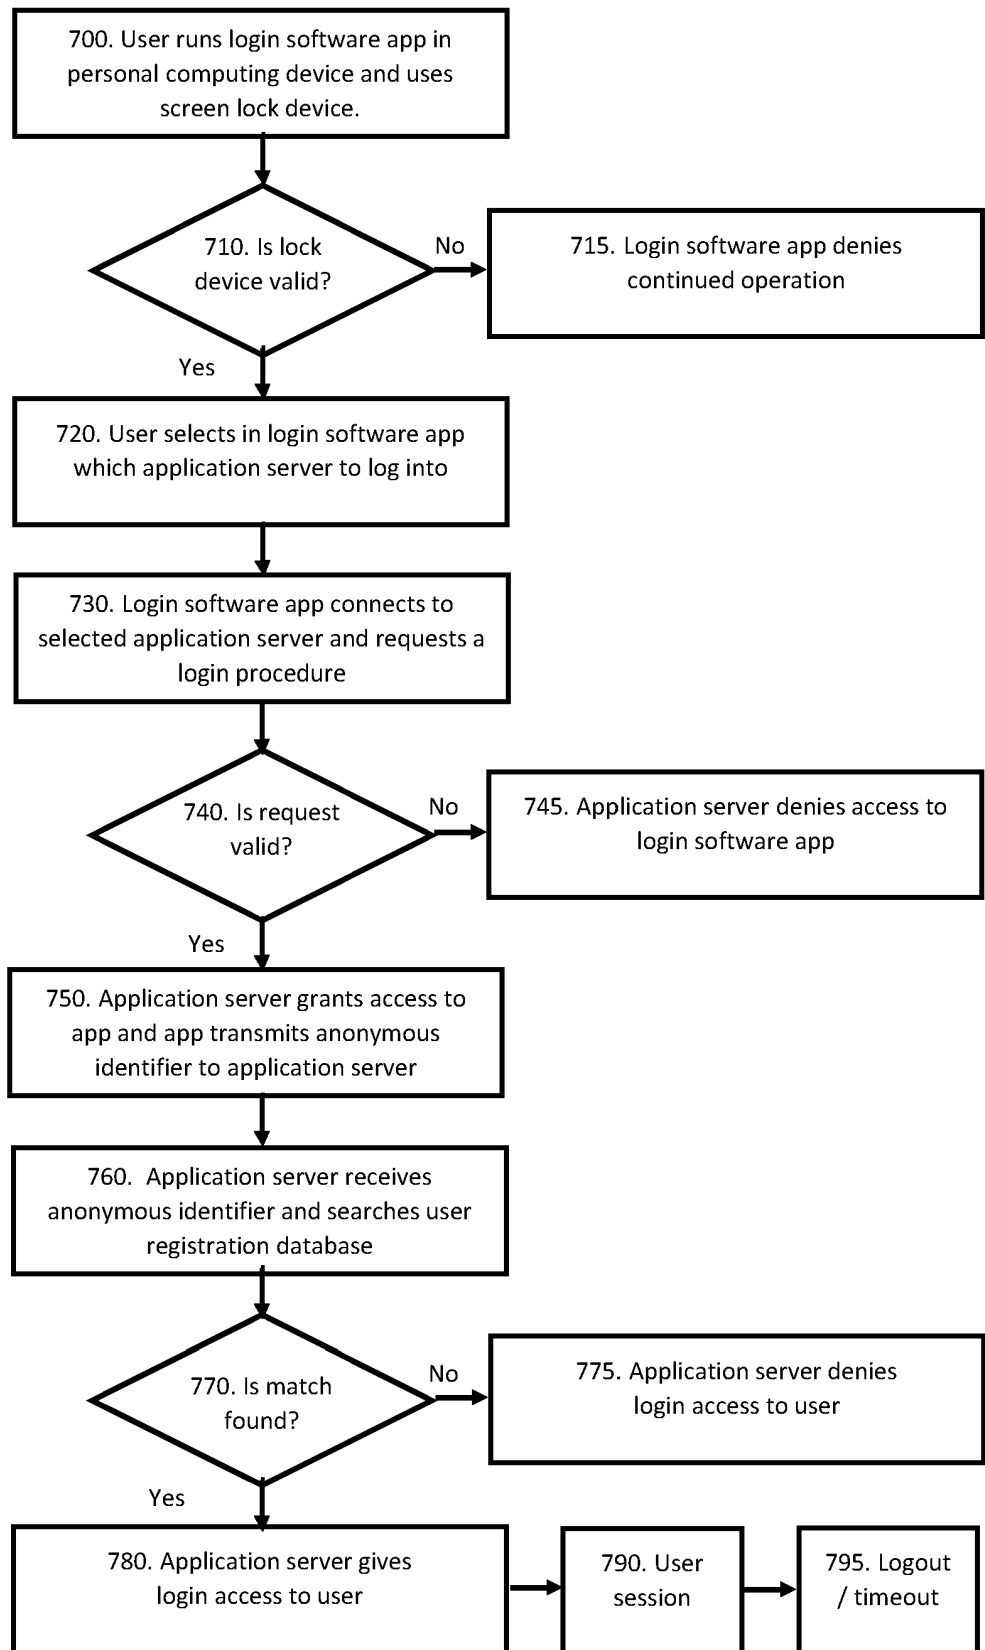 700. User runs login software app in
personal computing device and uses
screen lock device.
710. Is lock
device valid?
No
715. Login software app denies
continued operation
Yes
720. User selects in login software app
which application server to log into
730. Login software app connects to
selected application server and requests a
login procedure
740. Is request
valid?
No
745. Application server denies access to
login software app
Yes
750. Application server grants access to
app and app transmits anonymous
identifier to application server
760.  Application server receives
anonymous identifier and searches user
registration database
770. Is match
found?
No
775. Application server denies
login access to user
Yes
780. Application server gives
login access to user
790. User
session
795. Logout
/ timeout